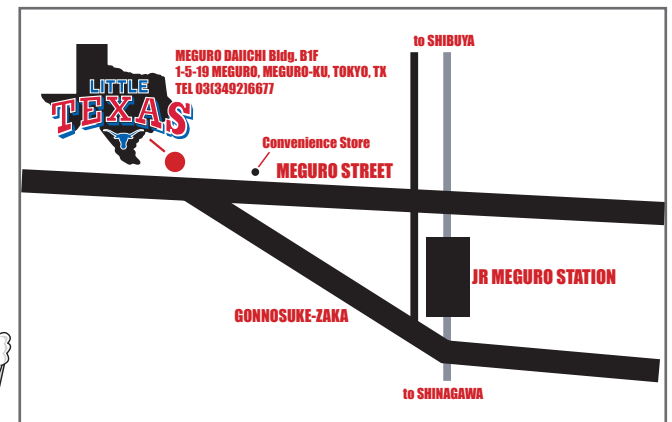 to SHIBUYA
MEGURO DAIICHI Bldg. B1F
1-5-19 MEGURO, MEGURO-KU, TOKYO, TX
TEL 03(3492)6677
LITTLE
TEXAS
Convenience Store
MEGURO STREET
JR MEGURO STATION
GONNOSUKE-ZAKA
to SHINAGAWA